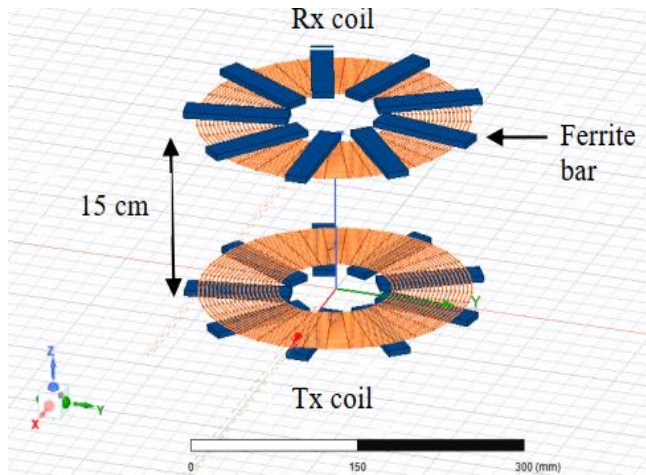 Rx coil
Ferrite
bar
15 cm
Y
Z
Y
X
Tx coil
0
150
300 (mm)